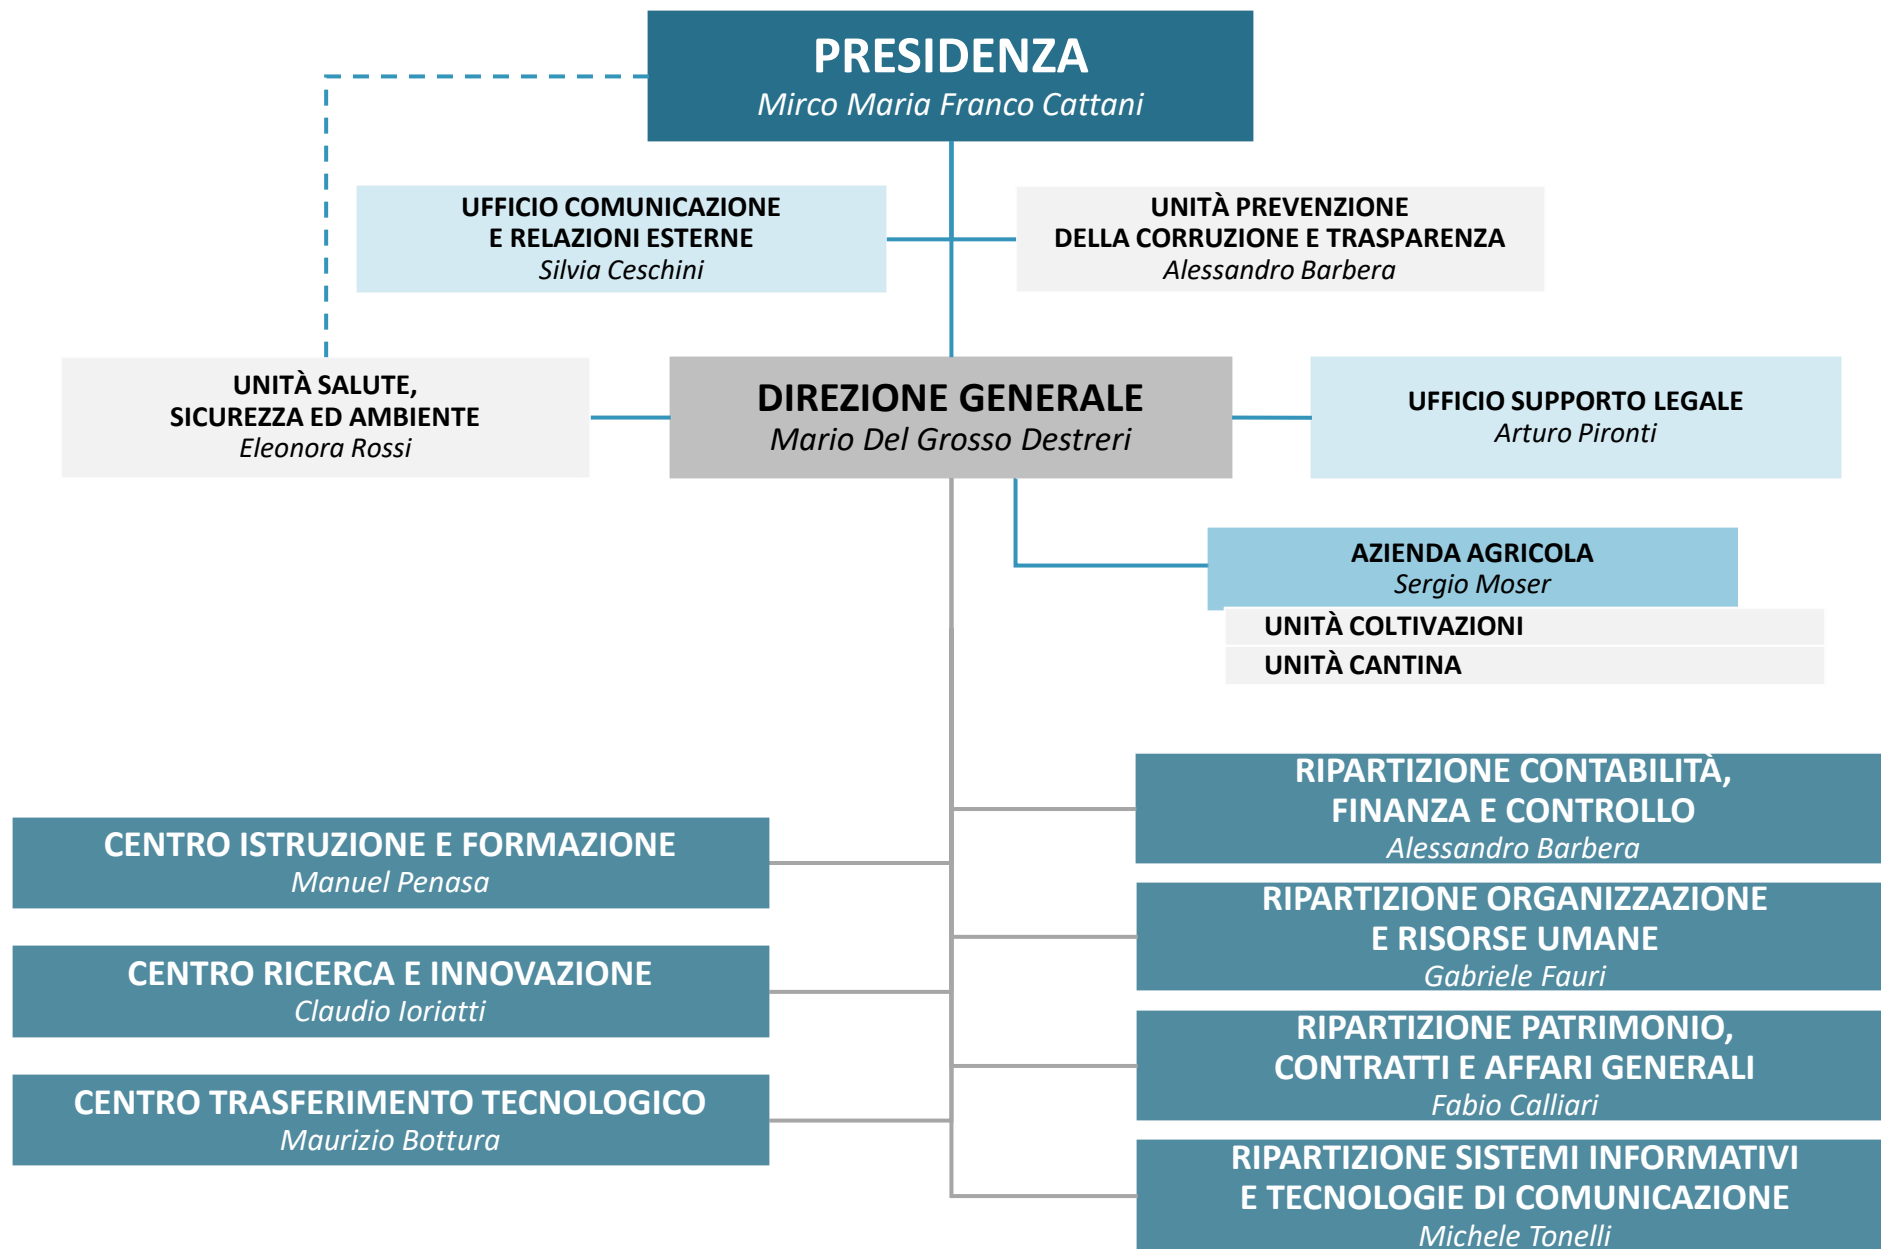 PRESIDENZA
Mirco Maria Franco Cattani
UFFICIO COMUNICAZIONE
E RELAZIONI ESTERNE
Silvia Ceschini
UNITÀ PREVENZIONE
DELLA CORRUZIONE E TRASPARENZA
Alessandro Barbera
UNITÀ SALUTE,
SICUREZZA ED AMBIENTE
Eleonora Rossi
DIREZIONE GENERALE
Mario Del Grosso Destreri
UFFICIO SUPPORTO LEGALE
Arturo Pironti
AZIENDA AGRICOLA
Sergio Moser
UNITÀ COLTIVAZIONI
UNITÀ CANTINA
CENTRO ISTRUZIONE E FORMAZIONE
Manuel Penasa
CENTRO RICERCA E INNOVAZIONE
Claudio Ioriatti
CENTRO TRASFERIMENTO TECNOLOGICO
Maurizio Bottura
RIPARTIZIONE CONTABILITÀ,
FINANZA E CONTROLLO
Alessandro Barbera
RIPARTIZIONE ORGANIZZAZIONE
E RISORSE UMANE
Gabriele Fauri
RIPARTIZIONE PATRIMONIO,
CONTRATTI E AFFARI GENERALI
Fabio Calliari
RIPARTIZIONE SISTEMI INFORMATIVI
E TECNOLOGIE DI COMUNICAZIONE
Michele Tonelli